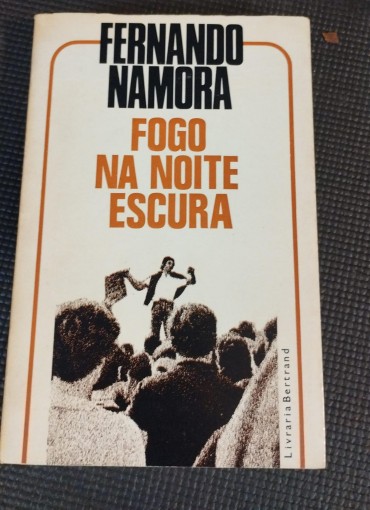 FERNANDO
NAMORA
FOGO
NA NOITE
ESCURA
Livraria Bertrand